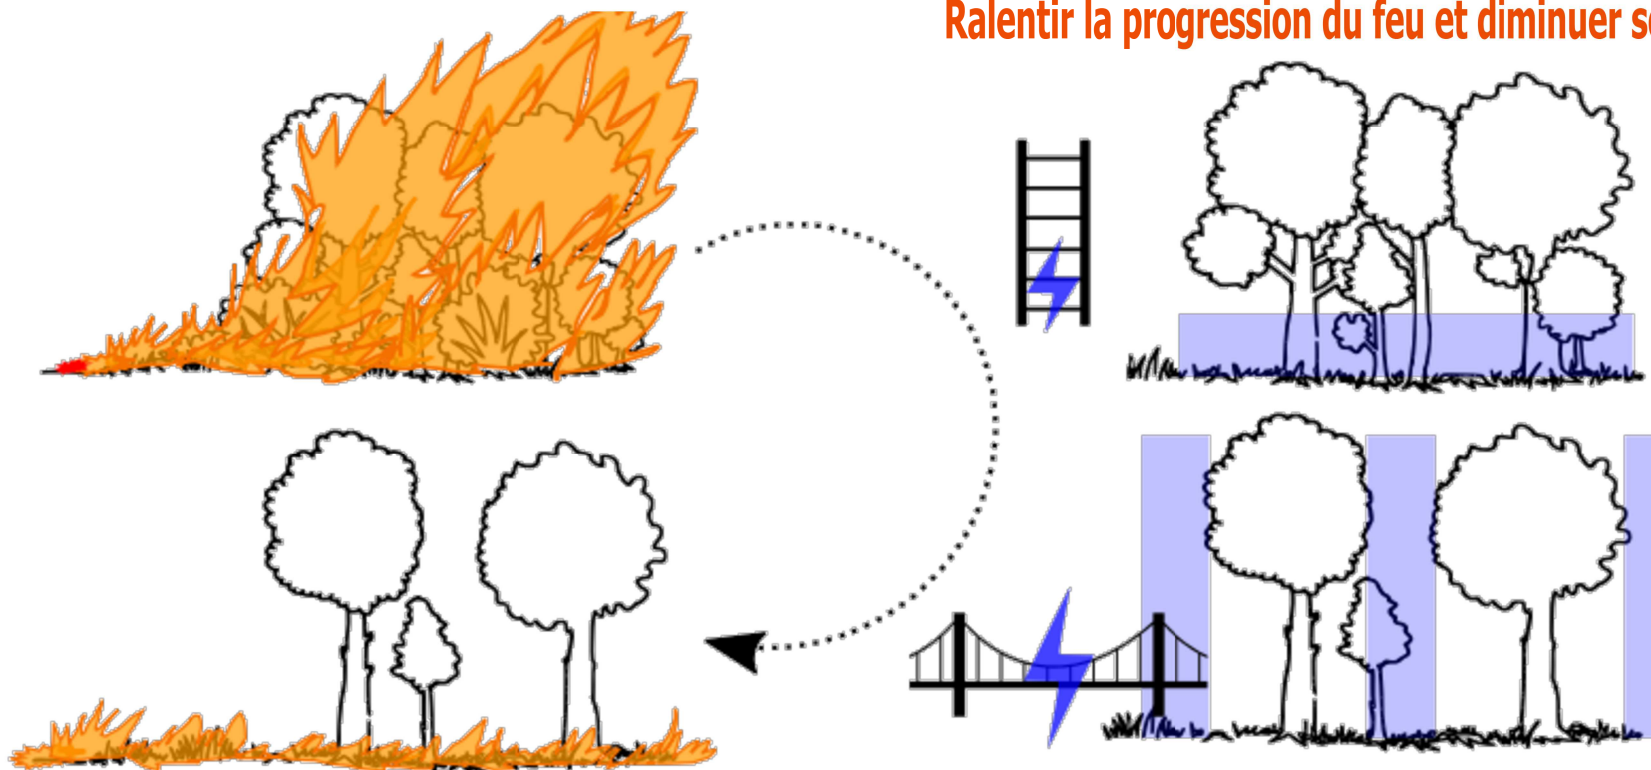 Ralentir la progression du feu et diminuer